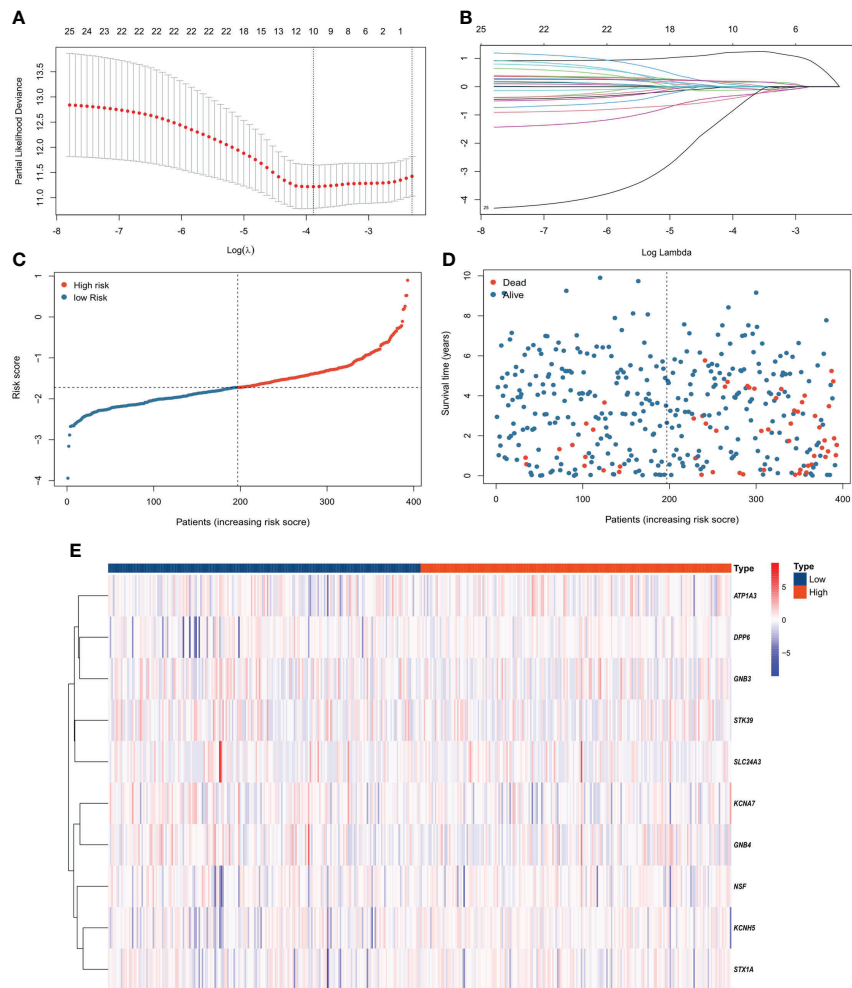 A
25 24 23 22 22 22 22 22 22 18 15 13 12 10 9 8 6 2 1
Partial Likelihood Deviance
13.5
13.0
12.5
12.0
11.5
11.0
-8 -7 -6 -5 -4 -3
Log(λ)
B
25 22 22 18 10 6
1
0
-1
-2
-3
-4
25
-8 -7 -6 -5 -4 -3
Log Lambda
C
High risk
low Risk
Risk score
1
0
-1
-2
-3
-4
0 100 200 300 400
Patients (increasing risk socre)
D
Dead
Alive
Survival time (years)
10
8
6
4
2
0
0 100 200 300 400
Patients (increasing risk socre)
E
Type
ATP1A3
DPP6
GNB3
STK39
SLC24A3
KCNA7
GNB4
NSF
KCNH5
STX1A
5
0
-5
Type
Low
High